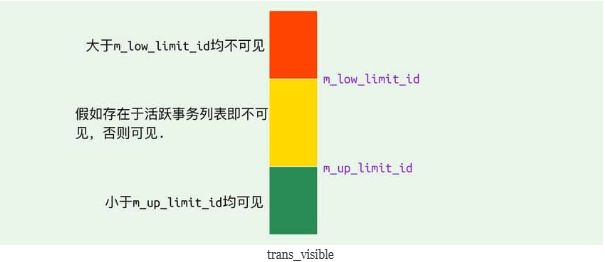 大于m_low_limit_id均不可见
m_low_limit_id
假如存在于活跃事务列表即不可
见，否则可见.
m_up_limit_id
小于m_up_limit_id均可见
trans_visible